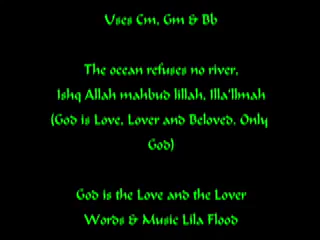 Uses Cm, Gm & Bb
The ocean refuses no river,
Ishq Allah mahbud lillah, Illa'llmah
(God is Love, Lover and Beloved. Only
God)
God is the Love and the Lover
Words & Music Lila Flood